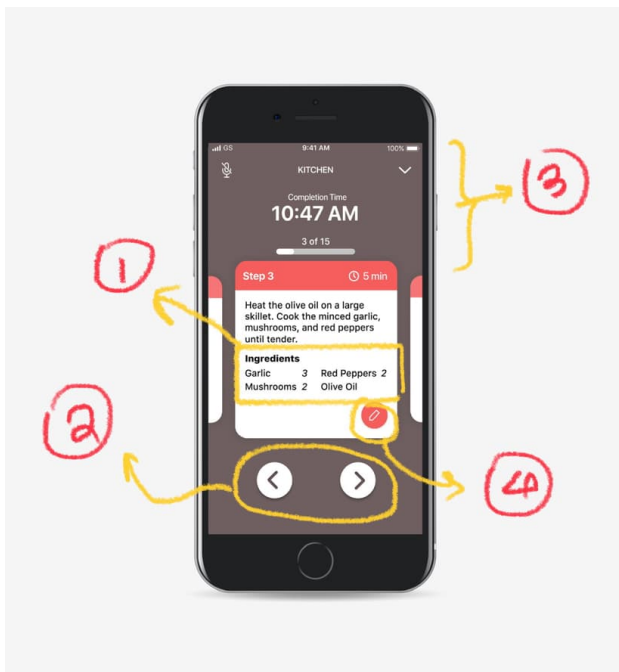 GS 9:41 AM 100%
KITCHEN
Completion Time
10:47 AM
3 of 15
3
1
Step 3 5 min
Heat the olive oil on a large
skillet. Cook the minced garlic,
mushrooms, and red peppers
until tender.
Ingredients
Garlic 3 Red Peppers 2
Mushrooms 2 Olive Oil
2
4